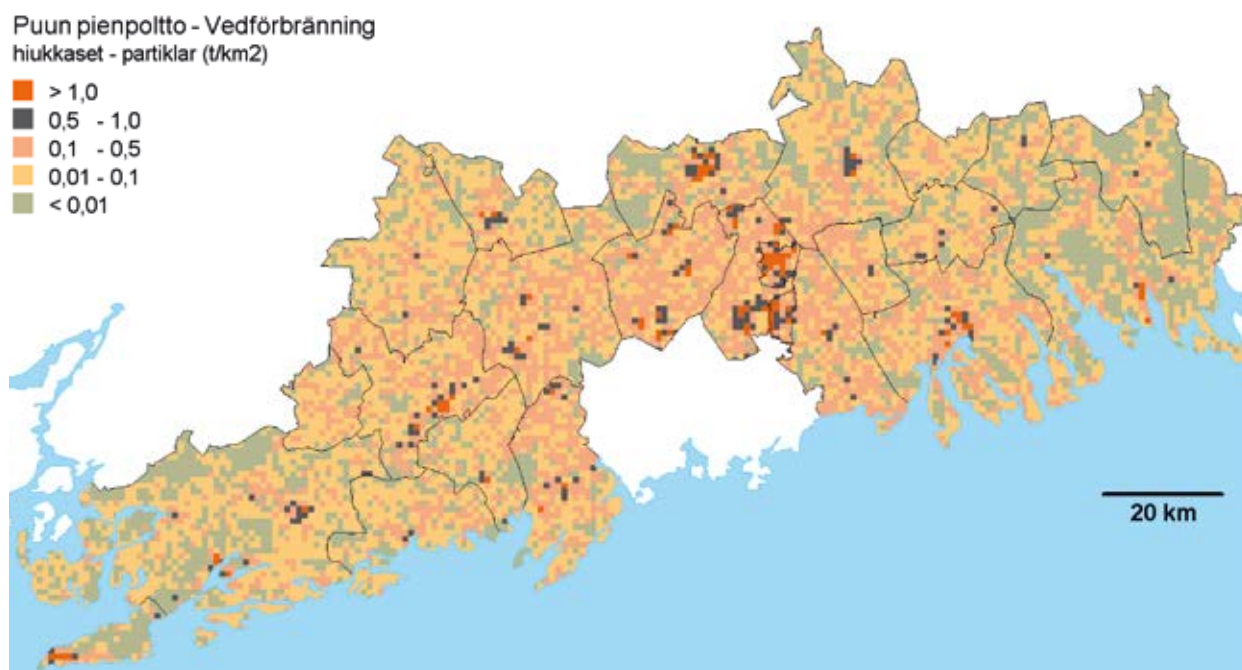 Puun pienpoltto - Vedförbränning
hiukkaset - partiklar (t/km2)
> 1,0
0,5 - 1,0
0,1 - 0,5
0,01 - 0,1
< 0,01
20 km